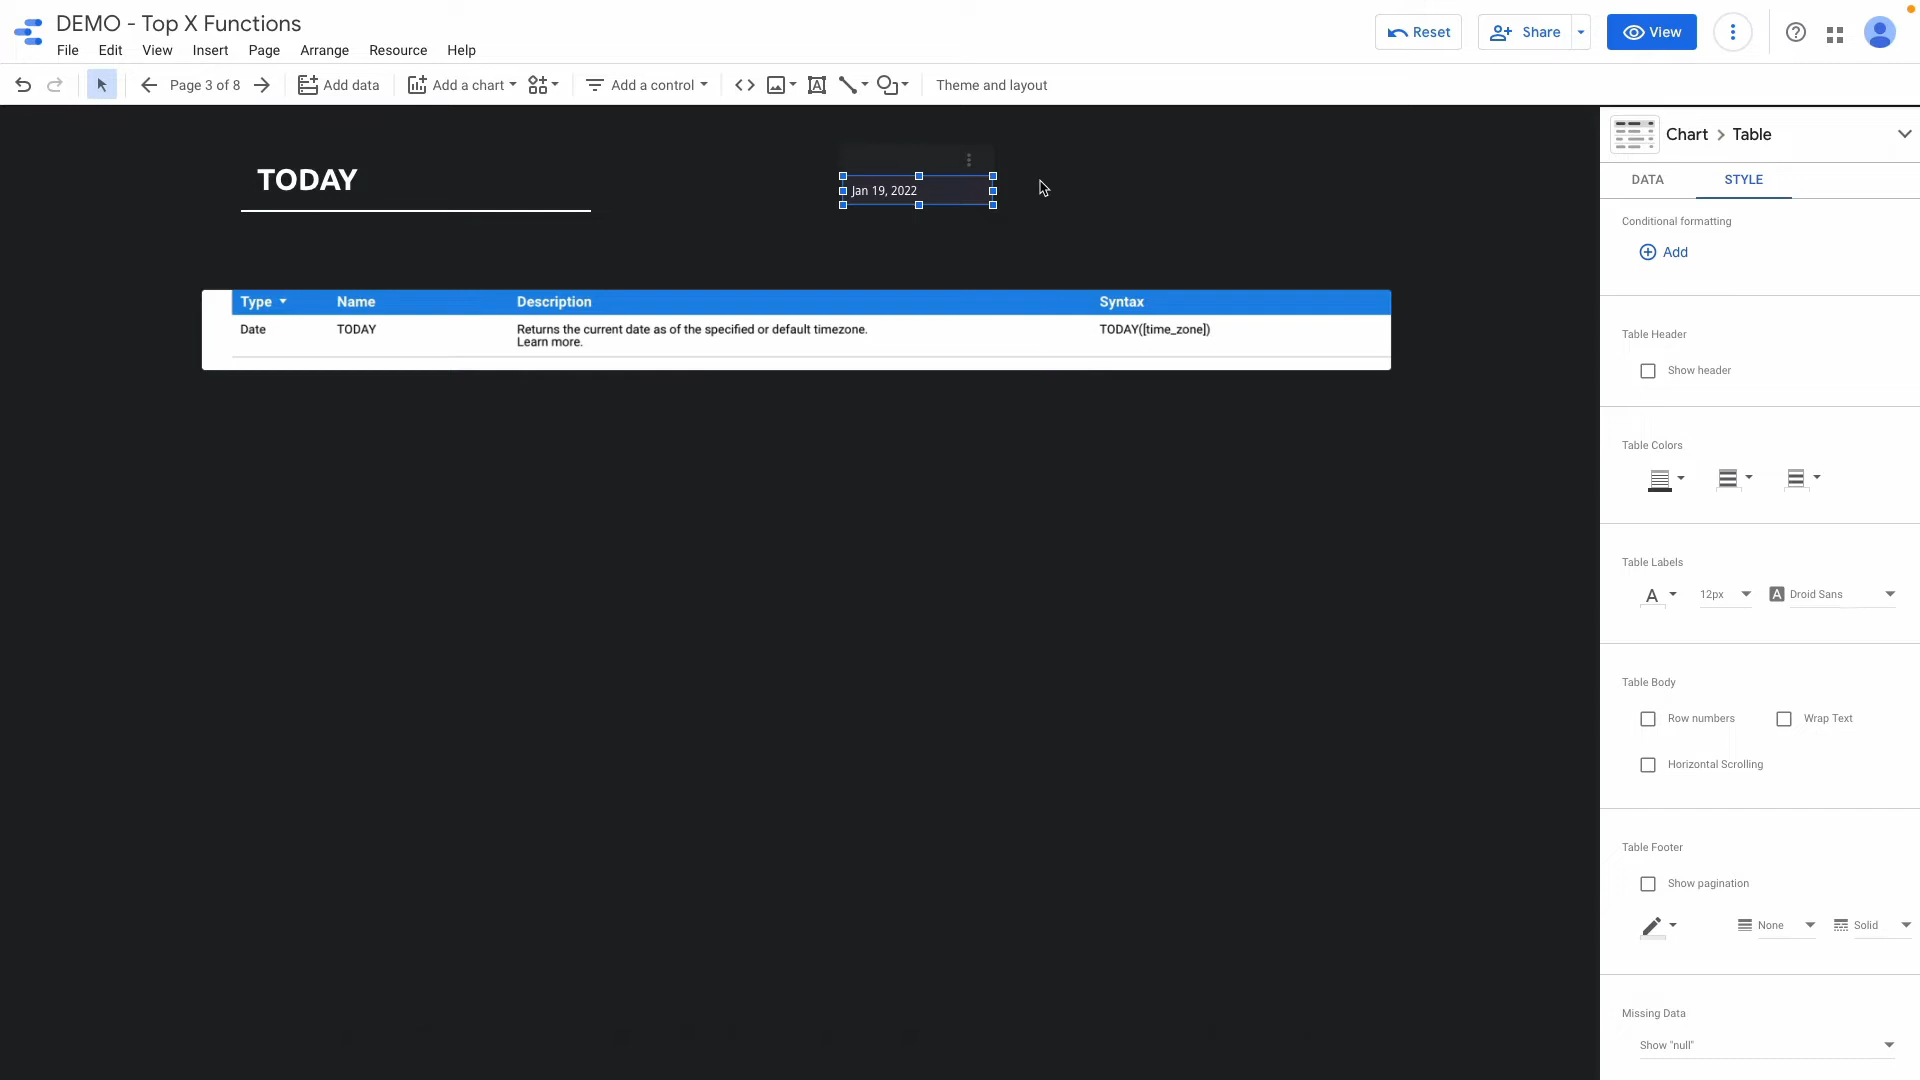 DEMO - Top X Functions
File Edit View Insert Page Arrange Resource Help
Reset Share View
Page 3 of 8 Add data Add a chart Add a control Theme and layout
Chart > Table
DATA STYLE
TODAY
Jan 19, 2022
Type Name Description Syntax
Date TODAY Returns the current date as of the specified or default timezone. TODAY([time_zone])
Learn more.
Conditional formatting
Add
Table Header
Show header
Table Colors
Table Labels
A 12px A Droid Sans
Table Body
Row numbers Wrap Text
Horizontal Scrolling
Table Footer
Show pagination
None Solid
Missing Data
Show "null"